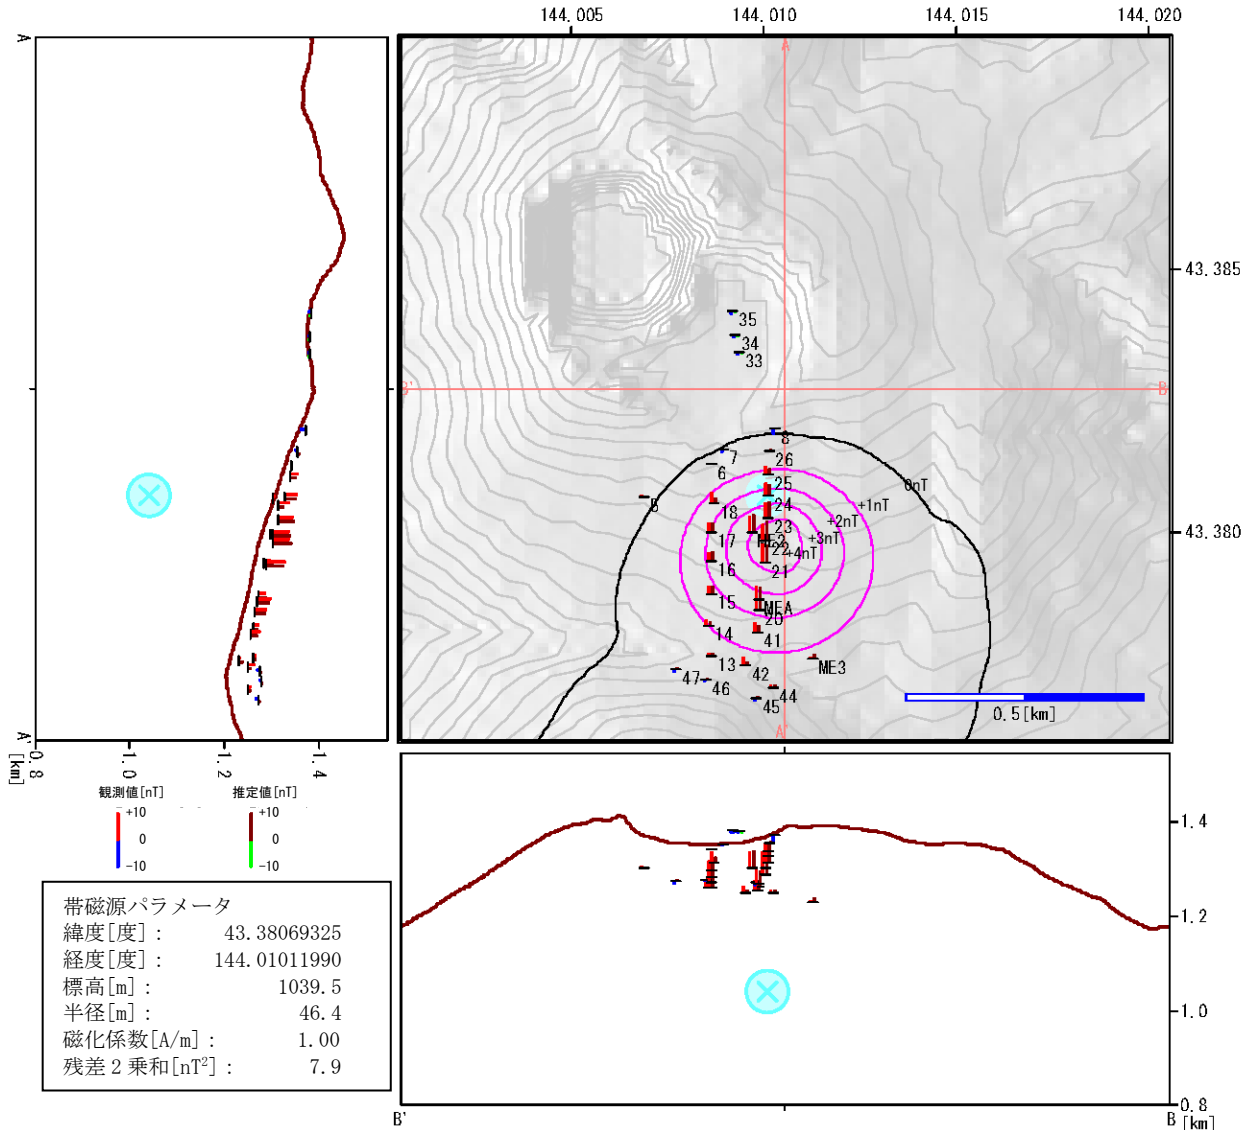 144.005 144.010 144.015 144.020
A
A
43.385
35
34
33
B' B
8
7 26
6
25
0nT
5 24 +1nT
18
23 +2nT
43.380
17 ME2 +3nT
22 +4nT
16 21
15 MEA
20
14 41
13 42 ME3
47 46 44
45
0.5[km]
A' A'
0.8 1.0 1.2 1.4
[km]
観測値[nT] 推定値[nT]
+10 +10
0 0
-10 -10
1.4
1.2
1.0
0.8
B' B [km]
帯磁源パラメータ
緯度[度]: 43.38069325
経度[度]: 144.01011990
標高[m]: 1039.5
半径[m]: 46.4
磁化係数[A/m]: 1.00
残差2乗和[nT²]: 7.9